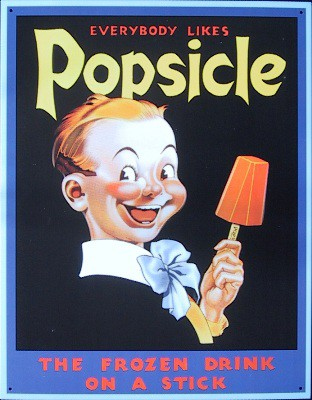 EVERYBODY LIKES
Popsicle
THE FROZEN DRINK
ON A STICK